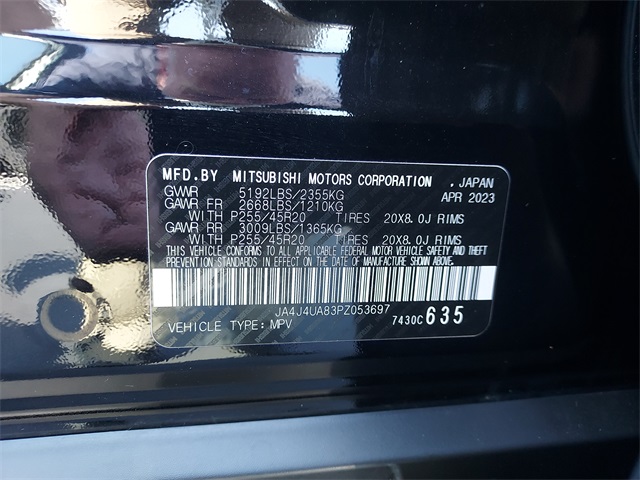 MFD.BY MITSUBISHI MOTORS CORPORATION . JAPAN
GVWR 5192LBS/2355KG APR 2023
GAWR FR 2668LBS/1210KG
WITH P255/45R20 TIRES 20X8.0J RIMS
GAWR RR 3009LBS/1365KG
WITH P255/45R20 TIRES 20X8.0J RIMS
THIS VEHICLE CONFORMS TO ALL APPLICABLE FEDERAL MOTOR VEHICLE SAFETY AND THEFT
PREVENTION STANDARDS IN EFFECT ON THE DATE OF MANUFACTURE SHOWN ABOVE.
JA4J4UA83PZ053697
VEHICLE TYPE: MPV 7430C 635